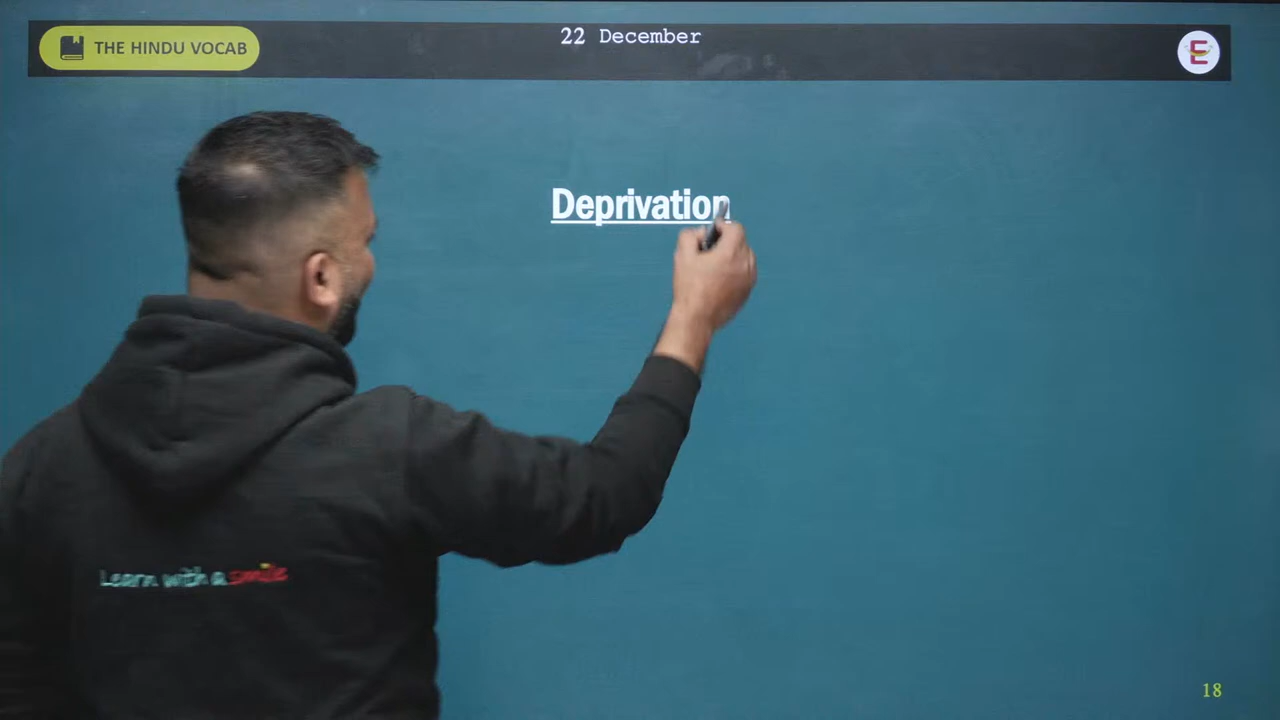 THE HINDU VOCAB
22 December
E
Deprivation
Learn with a smile
18